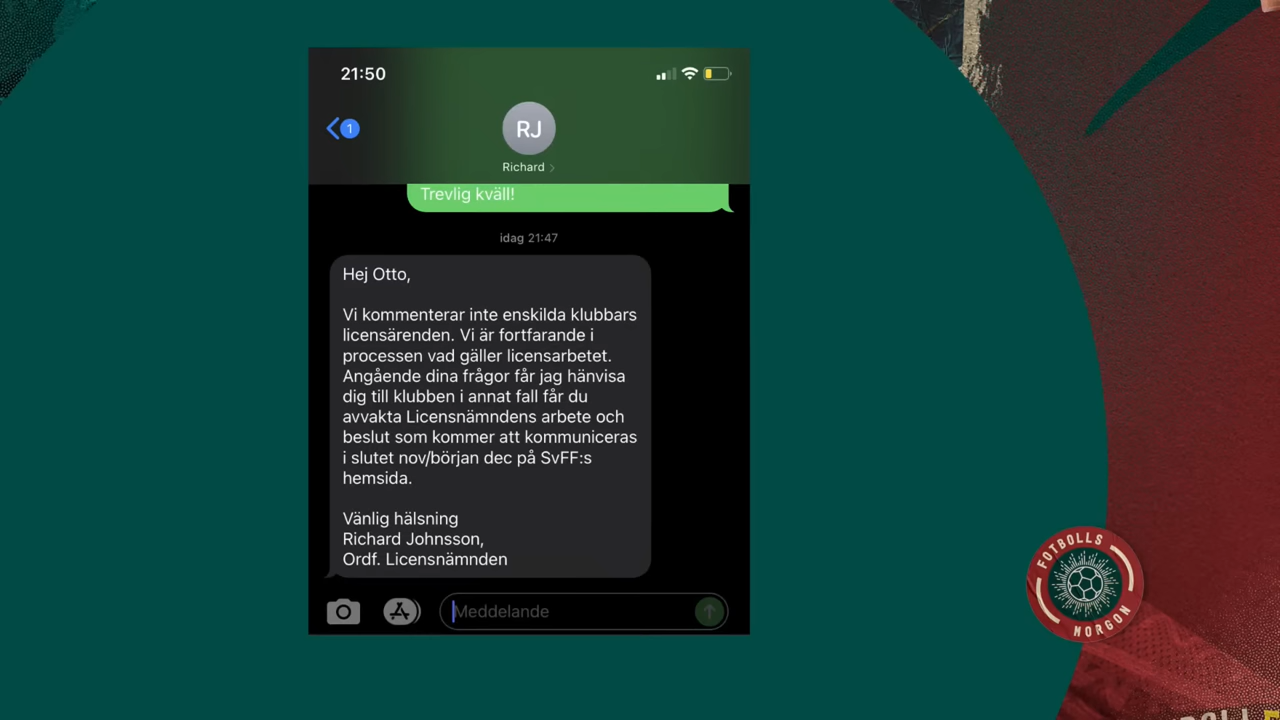 21:50
1
RJ
Richard
Trevlig kväll!
idag 21:47
Hej Otto,
Vi kommenterar inte enskilda klubbars
licensärenden. Vi är fortfarande i
processen vad gäller licensarbetet.
Angående dina frågor får jag hänvisa
dig till klubben i annat fall får du
avvakta Licensnämndens arbete och
beslut som kommer att kommuniceras
i slutet nov/början dec på SvFF:s
hemsida.
Vänlig hälsning
Richard Johnsson,
Ordf. Licensnämnden
Meddelande
FOTBOLLS
MORGON